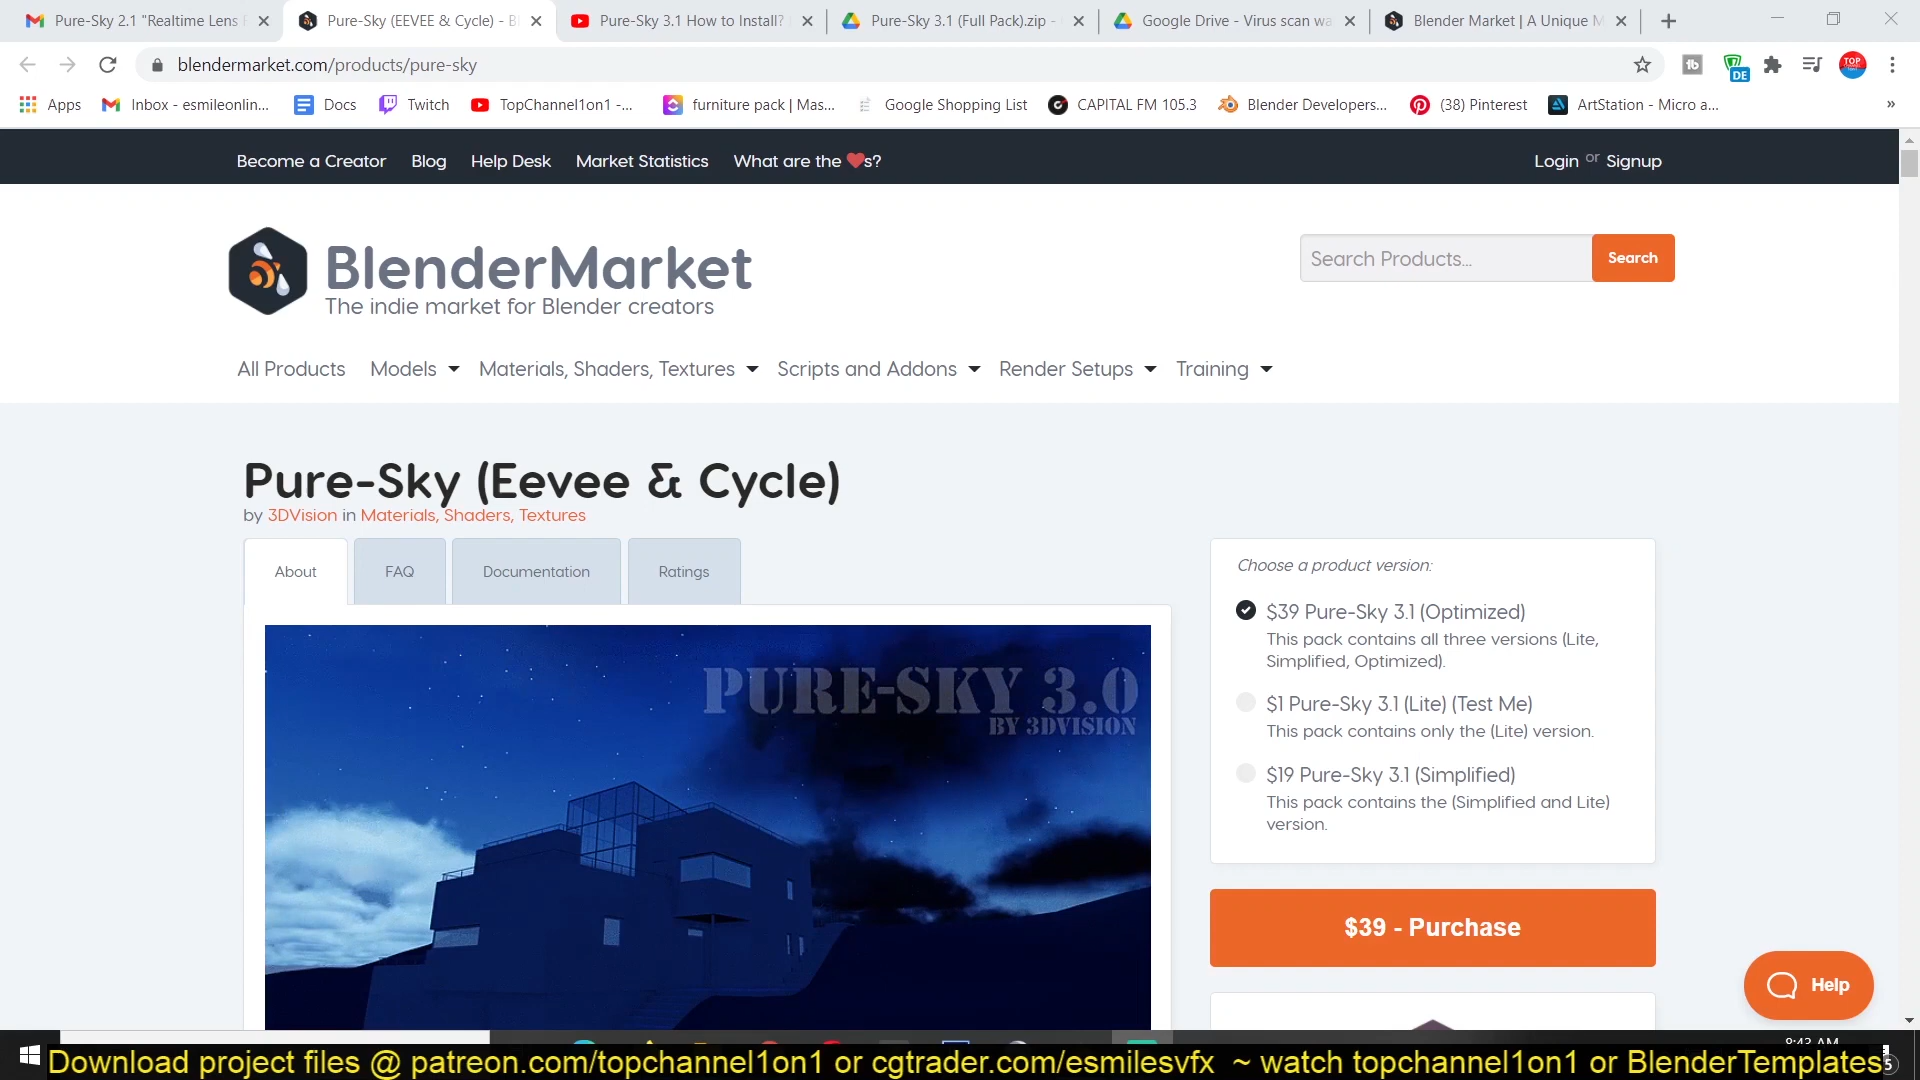 Pure-Sky 2.1 "Realtime Lens
Pure-Sky (EEVEE & Cycle) - B
Pure-Sky 3.1 How to Install?
Pure-Sky 3.1 (Full Pack).zip -
Google Drive - Virus scan wa
Blender Market | A Unique M
blendermarket.com/products/pure-sky
DE
TOP
Apps
Inbox - esmileonlin...
Docs
Twitch
TopChannel1on1 -...
furniture pack | Mas...
Google Shopping List
CAPITAL FM 105.3
Blender Developers...
(38) Pinterest
ArtStation - Micro a...
»
Become a Creator Blog Help Desk Market Statistics What are the ❤s?
Login or Signup
BlenderMarket
The indie market for Blender creators
Search Products...
Search
All Products Models Materials, Shaders, Textures Scripts and Addons Render Setups Training
Pure-Sky (Eevee & Cycle)
by 3DVision in Materials, Shaders, Textures
About
FAQ
Documentation
Ratings
PURE-SKY 3.0
BY 3DVISION
Choose a product version:
$39 Pure-Sky 3.1 (Optimized)
This pack contains all three versions (Lite,
Simplified, Optimized).
$1 Pure-Sky 3.1 (Lite) (Test Me)
This pack contains only the (Lite) version.
$19 Pure-Sky 3.1 (Simplified)
This pack contains the (Simplified and Lite)
version.
$39 - Purchase
Help
8:43 AM
Download project files @ patreon.com/topchannel1on1 or cgtrader.com/esmilesvfx ~ watch topchannel1on1 or BlenderTemplates